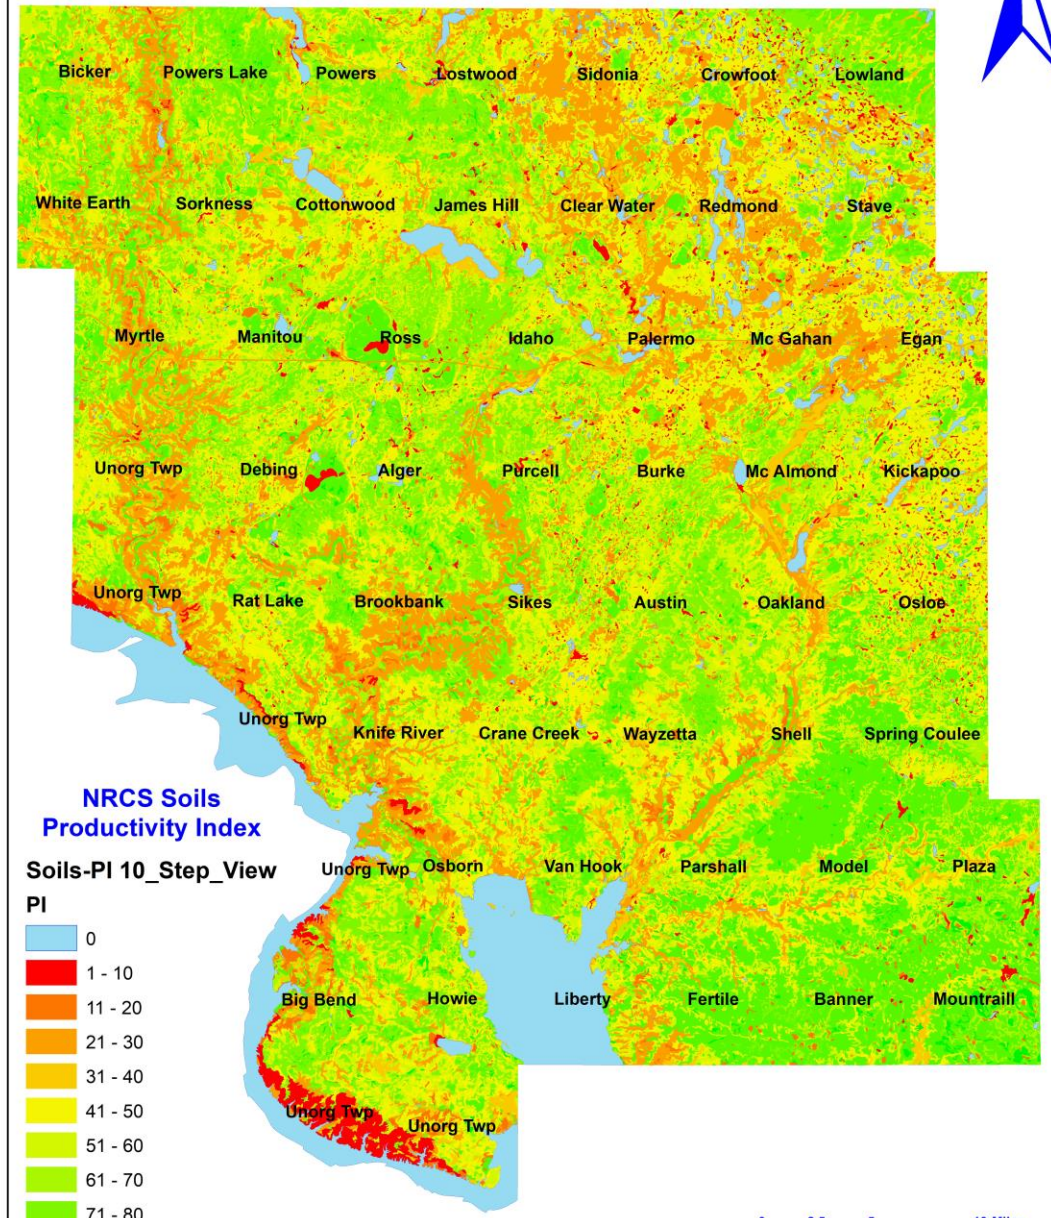 Bicker Powers Lake Powers Lostwood Sidonia Crowfoot Lowland
White Earth Sorkness Cottonwood James Hill Clear Water Redmond Stave
Myrtle Manitou Ross Idaho Palermo Mc Gahan Egan
Unorg Twp Debing Alger Purcell Burke Mc Almond Kickapoo
Unorg Twp Rat Lake Brookbank Sikes Austin Oakland Osloe
Unorg Twp Knife River Crane Creek Wayzetta Shell Spring Coulee
Unorg Twp Osborn Van Hook Parshall Model Plaza
Big Bend Howie Liberty Fertile Banner Mountraill
Unorg Twp Unorg Twp
NRCS Soils
Productivity Index
Soils-PI 10_Step_View
PI
0
1 - 10
11 - 20
21 - 30
31 - 40
41 - 50
51 - 60
61 - 70
71 - 80